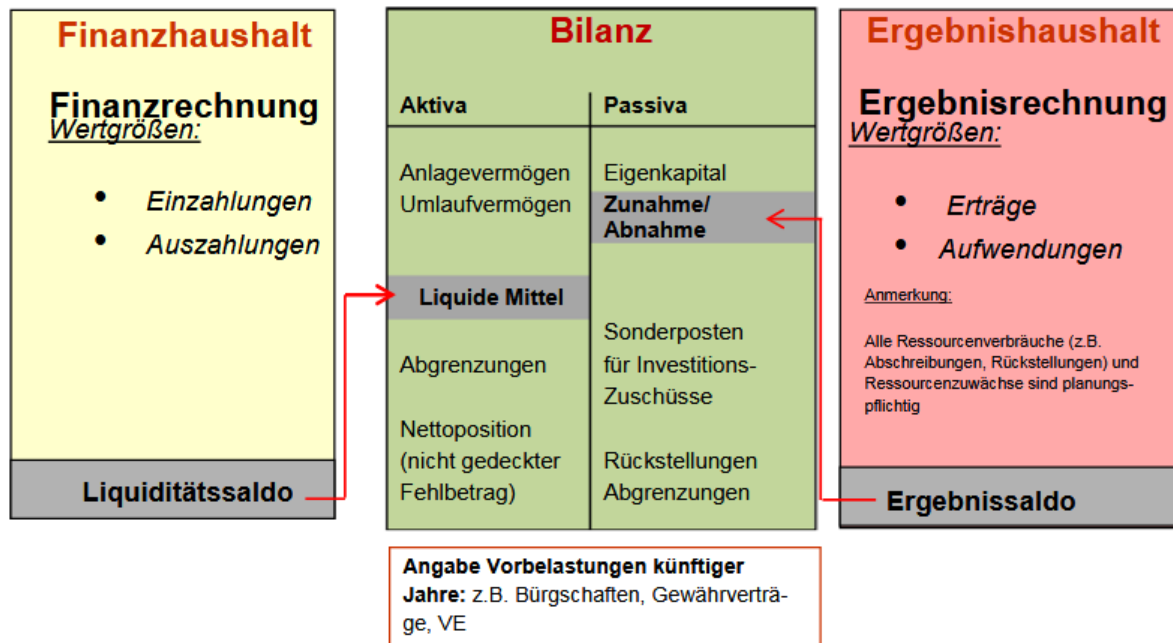 Finanzhaushalt
Finanzrechnung
Wertgrößen:
• Einzahlungen
• Auszahlungen
Liquiditätssaldo
Bilanz
Aktiva
Passiva
Anlagevermögen
Umlaufvermögen
Liquide Mittel
Abgrenzungen
Nettoposition
(nicht gedeckter
Fehlbetrag)
Eigenkapital
Zunahme/
Abnahme
Sonderposten
für Investitions-
Zuschüsse
Rückstellungen
Abgrenzungen
Angabe Vorbelastungen künftiger
Jahre: z.B. Bürgschaften, Gewährverträ-
ge, VE
Ergebnishaushalt
Ergebnisrechnung
Wertgrößen:
• Erträge
• Aufwendungen
Anmerkung:
Alle Ressourcenverbräuche (z.B.
Abschreibungen, Rückstellungen) und
Ressourcenzuwächse sind planungs-
pflichtig
Ergebnissaldo